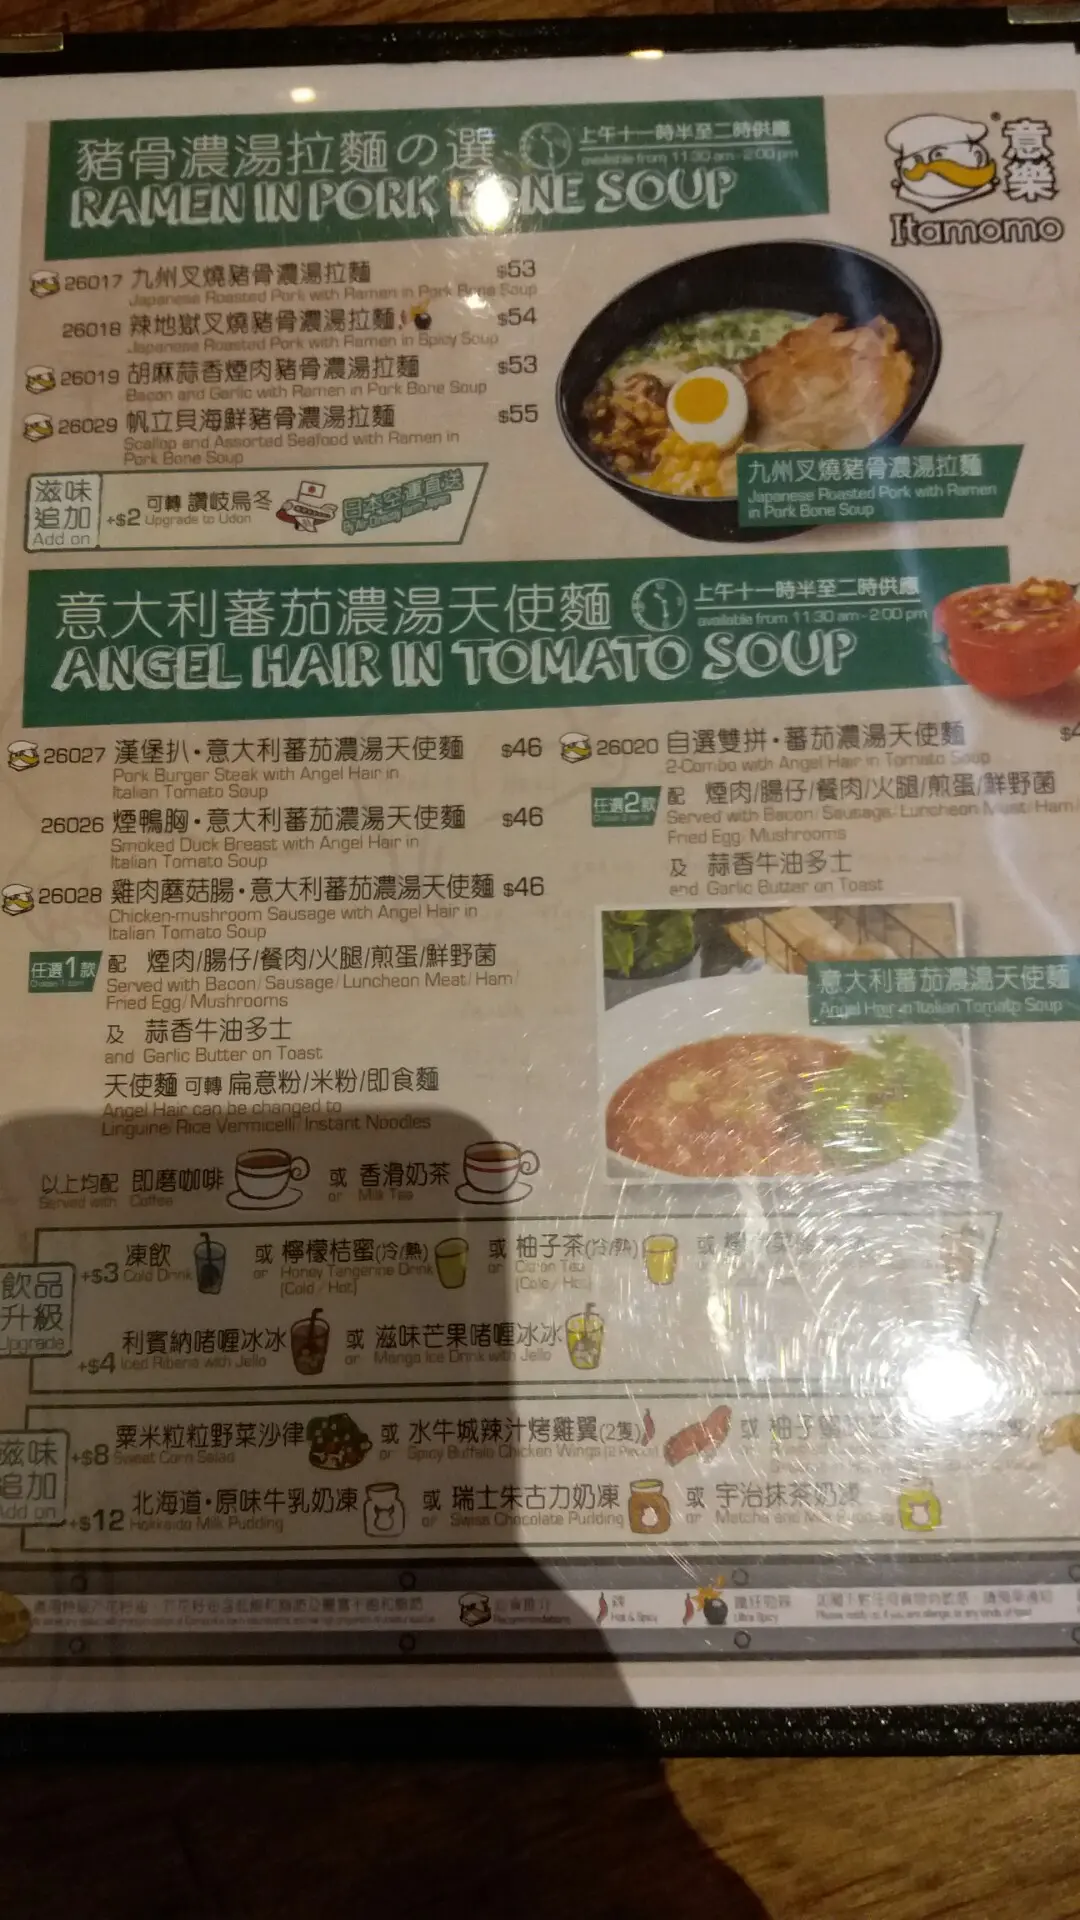 豬骨濃湯拉麵の選
上午十一時半至二時供應
available from 11:30 am - 2:00 pm
RAMEN IN PORK BONE SOUP
意樂
Itamomo
26017 九州叉燒豬骨濃湯拉麵 $53
Japanese Roasted Pork with Ramen in Pork Bone Soup
26018 辣地獄叉燒豬骨濃湯拉麵 $54
Japanese Roasted Pork with Ramen in Spicy Soup
26019 胡麻蒜香煙肉豬骨濃湯拉麵 $53
Bacon and Garlic with Ramen in Pork Bone Soup
26029 帆立貝海鮮豬骨濃湯拉麵 $55
Scallop and Assorted Seafood with Ramen in
Pork Bone Soup
九州叉燒豬骨濃湯拉麵
Japanese Roasted Pork with Ramen
in Pork Bone Soup
滋味
追加
Add on
+$2 可轉 讚岐烏冬
Upgrade to Udon
日本空運直送
意大利蕃茄濃湯天使麵
上午十一時半至二時供應
available from 11:30 am - 2:00 pm
ANGEL HAIR IN TOMATO SOUP
26027 漢堡扒・意大利蕃茄濃湯天使麵 $46
Pork Burger Steak with Angel Hair in
Italian Tomato Soup
26026 煙鴨胸・意大利蕃茄濃湯天使麵 $46
Smoked Duck Breast with Angel Hair in
Italian Tomato Soup
26028 雞肉蘑菇腸・意大利蕃茄濃湯天使麵 $46
Chicken-mushroom Sausage with Angel Hair in
Italian Tomato Soup
任選1款
配 煙肉/腸仔/餐肉/火腿/煎蛋/鮮野菌
Served with Bacon/Sausage/Luncheon Meat/Ham/
Fried Egg/Mushrooms
及 蒜香牛油多士
and Garlic Butter on Toast
天使麵 可轉 扁意粉/米粉/即食麵
Angel Hair can be changed to
Linguine/Rice Vermicelli/Instant Noodles
26020 自選雙拼・蕃茄濃湯天使麵
2-Combo with Angel Hair in Tomato Soup
任選2款
配 煙肉/腸仔/餐肉/火腿/煎蛋/鮮野菌
Served with Bacon/Sausage/Luncheon Meat/Ham/
Fried Egg/Mushrooms
及 蒜香牛油多士
and Garlic Butter on Toast
意大利蕃茄濃湯天使麵
Angel Hair in Italian Tomato Soup
以上均配 即磨咖啡 或 香滑奶茶
Served with Coffee or Milk Tea
飲品
升級
Upgrade
+$3 凍飲 或 檸檬桔蜜(冷/熱) 或 柚子茶(冷/熱) 或
Cold Drink or Honey Tangerine Drink or Citron Tea
(Cold / Hot) (Cold / Hot)
+$4 利賓納啫喱冰冰 或 滋味芒果啫喱冰冰
Iced Ribena with Jello or Mango Ice Drink with Jello
滋味
追加
Add on
+$8 粟米粒粒野菜沙律 或 水牛城辣汁烤雞翼(2隻) 或 柚子
Sweet Corn Salad or Spicy Buffalo Chicken Wings
+$12 北海道・原味牛乳奶凍 或 瑞士朱古力奶凍 或 宇治抹茶奶凍
Hokkaido Milk Pudding or Swiss Chocolate Pudding or Matcha and Milk Pudding
Recommendations
辣
Hot & Spicy
Ultra Spicy